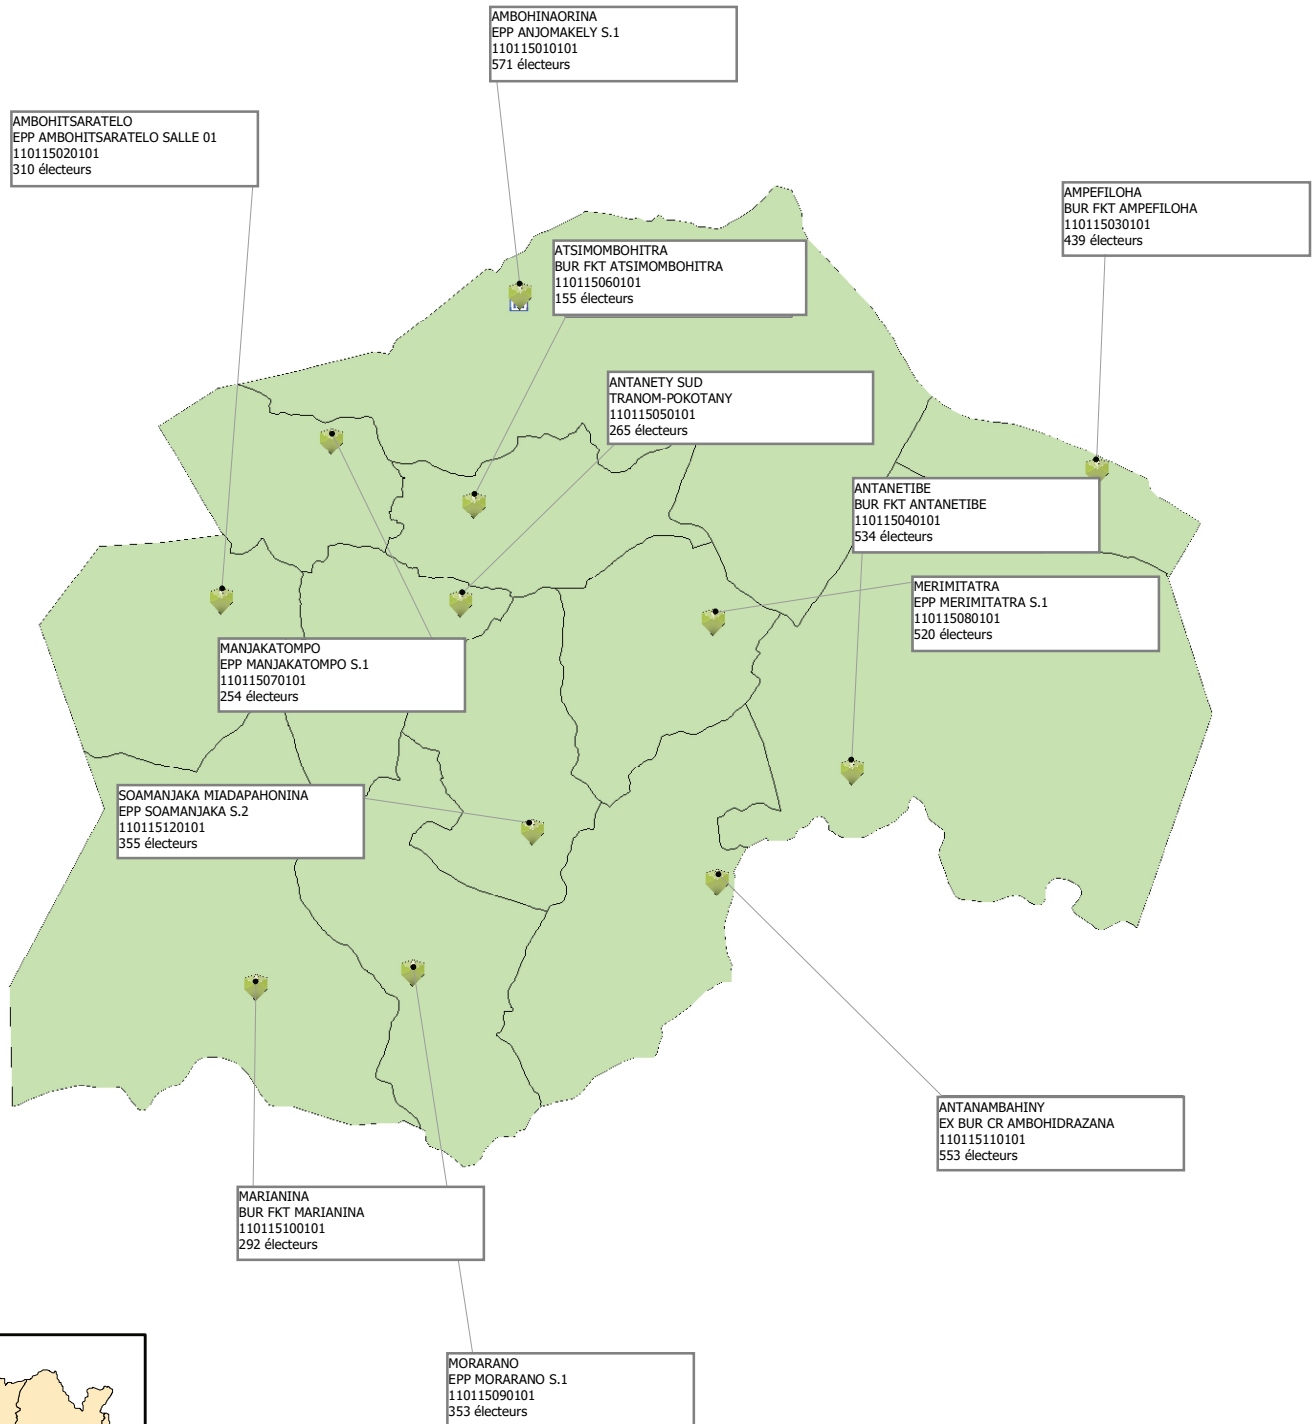 AMBOHINAORINA
EPP ANJOMAKELY S.1
110115010101
571 électeurs
AMBOHITSARATELO
EPP AMBOHITSARATELO SALLE 01
110115020101
310 électeurs
AMPEFILOHA
BUR FKT AMPEFILOHA
110115030101
439 électeurs
ATSIMOMBOHITRA
BUR FKT ATSIMOMBOHITRA
110115060101
155 électeurs
ANTANETY SUD
TRANOM-POKOTANY
110115050101
265 électeurs
ANTANETIBE
BUR FKT ANTANETIBE
110115040101
534 électeurs
MERIMITATRA
EPP MERIMITATRA S.1
110115080101
520 électeurs
MANJAKATOMPO
EPP MANJAKATOMPO S.1
110115070101
254 électeurs
SOAMANJAKA MIADAPAHONINA
EPP SOAMANJAKA S.2
110115120101
355 électeurs
ANTANAMBAHINY
EX BUR CR AMBOHIDRAZANA
110115110101
553 électeurs
MARIANINA
BUR FKT MARIANINA
110115100101
292 électeurs
MORARANO
EPP MORARANO S.1
110115090101
353 électeurs